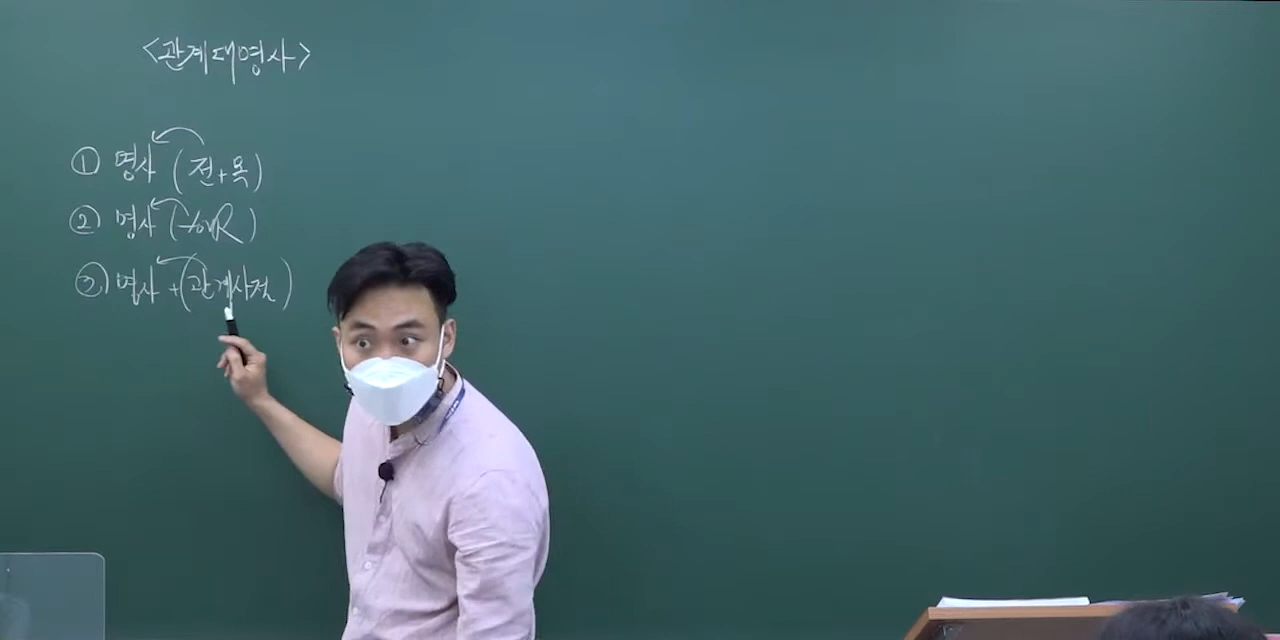 <관계대명사>
① 명사 (전+목)
② 명사 (to R)
③ 명사 + (관계사절)